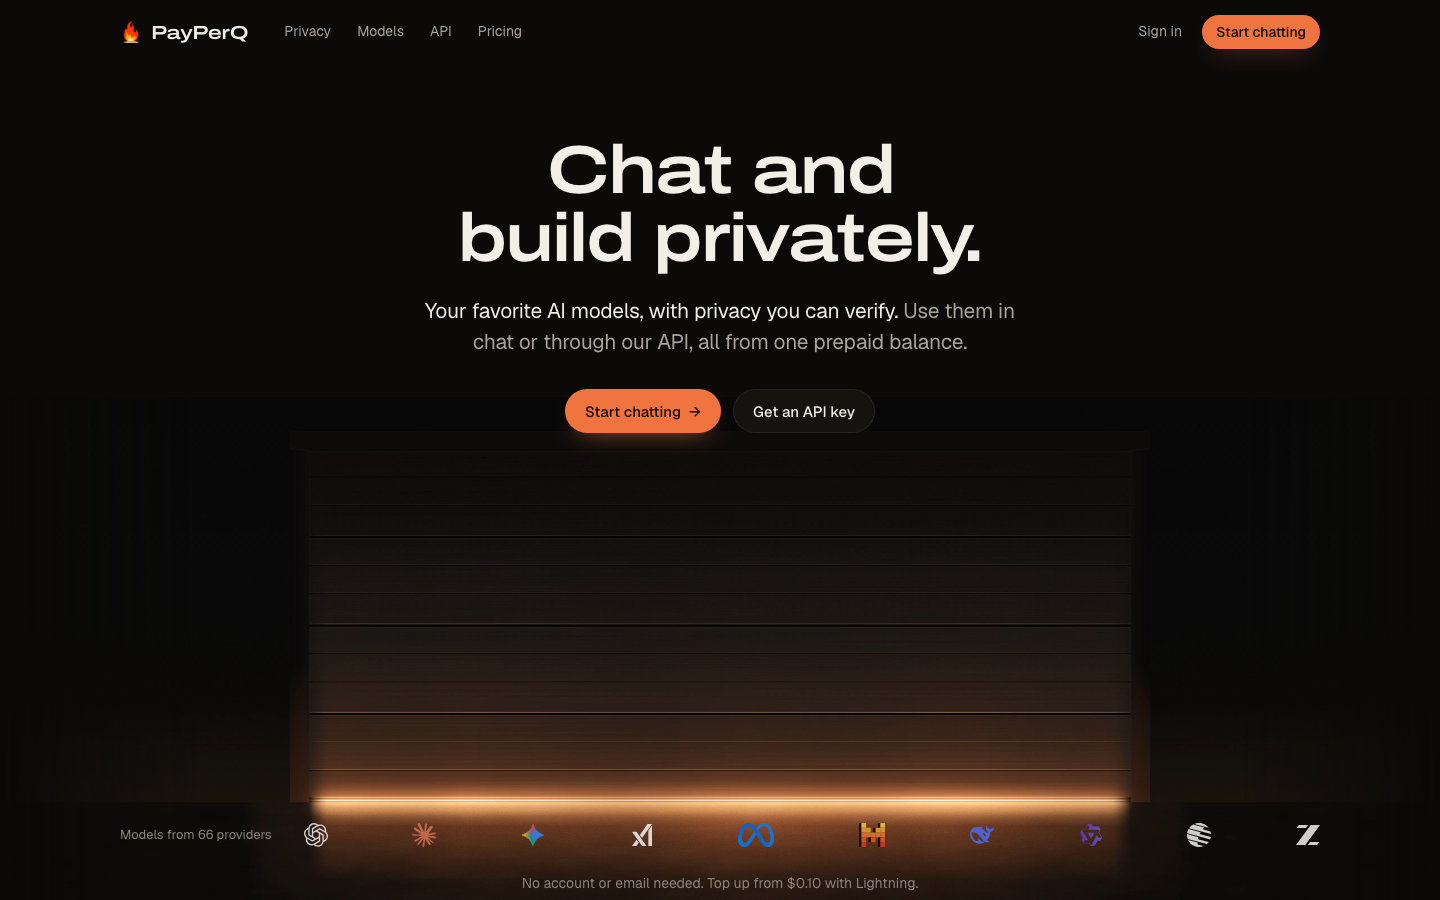 PayPerQ
Privacy
Models
API
Pricing
Sign in
Start chatting
Chat and
build privately.
Your favorite AI models, with privacy you can verify. Use them in
chat or through our API, all from one prepaid balance.
Start chatting →
Get an API key
Models from 66 providers
No account or email needed. Top up from $0.10 with Lightning.